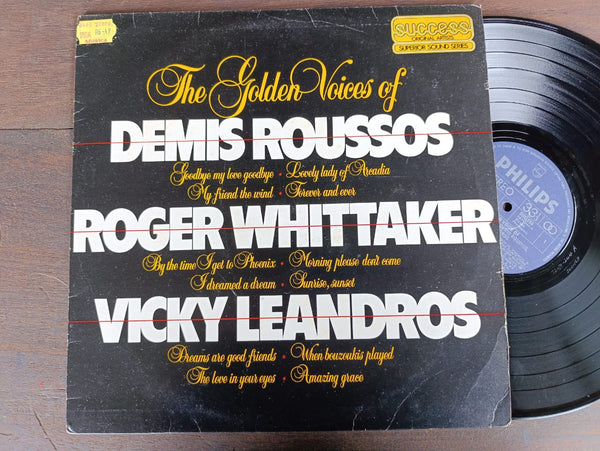 success
ORIGINAL ARTISTS
SUPERIOR SOUND SERIES
The Golden Voices of
DEMIS ROUSSOS
Goodbye my love goodbye • Lovely lady of Arcadia
My friend the wind • Forever and ever
ROGER WHITTAKER
By the time I get to Phoenix • Morning please don't come
I dreamed a dream • Sunrise, sunset
VICKY LEANDROS
Dreams are good friends • When bouzoukis played
The love in your eyes • Amazing grace
PHILIPS
33⅓